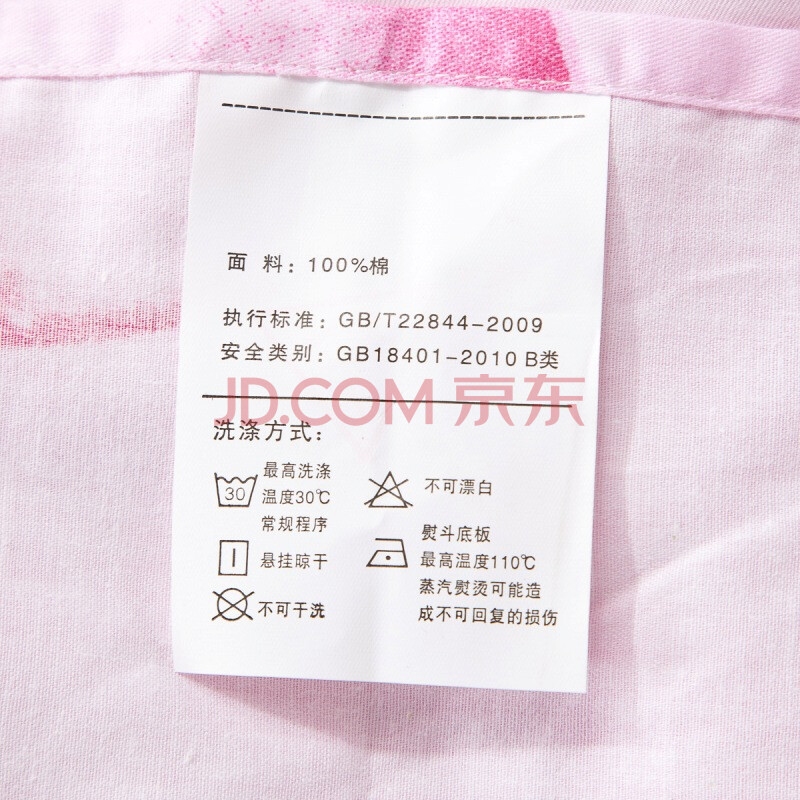 面 料：100%棉
执行标准：GB/T22844-2009
安全类别：GB18401-2010 B类
JD.COM 京东
洗涤方式：
30
最高洗涤
温度30℃
常规程序
不可漂白
悬挂晾干
熨斗底板
最高温度110℃
蒸汽熨烫可能造
成不可回复的损伤
不可干洗